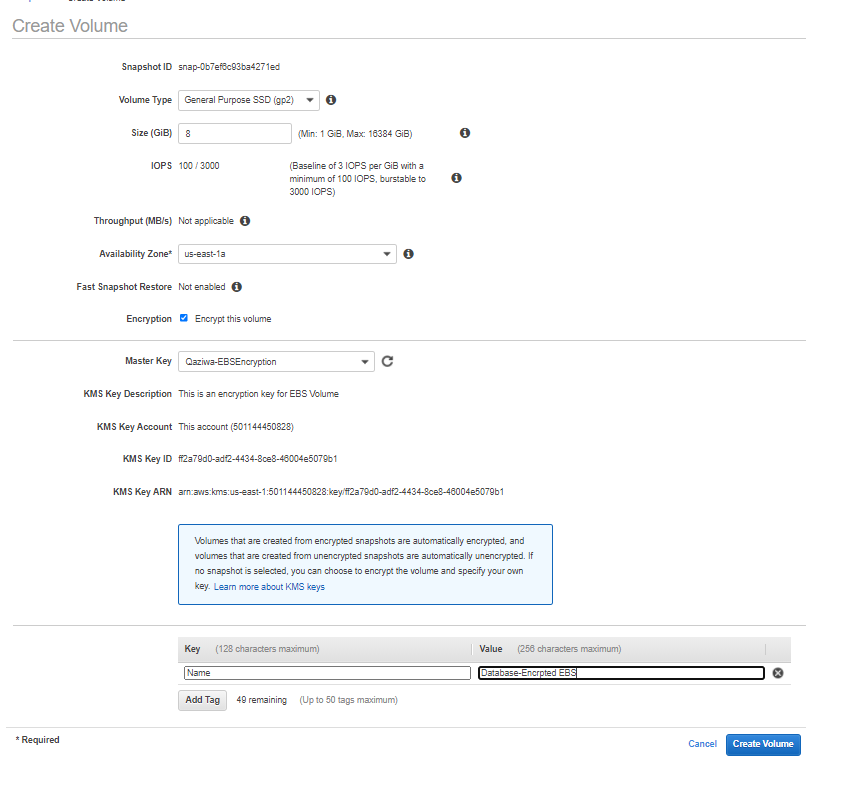 Create Volume
Snapshot ID snap-0b7ef6c93ba4271ed
Volume Type General Purpose SSD (gp2)
Size (GiB) 8 (Min: 1 GiB, Max: 16384 GiB)
IOPS 100 / 3000 (Baseline of 3 IOPS per GiB with a
minimum of 100 IOPS, burstable to
3000 IOPS)
Throughput (MB/s) Not applicable
Availability Zone* us-east-1a
Fast Snapshot Restore Not enabled
Encryption Encrypt this volume
Master Key Qaziwa-EBSEncryption
KMS Key Description This is an encryption key for EBS Volume
KMS Key Account This account (501144450828)
KMS Key ID ff2a79d0-adf2-4434-8ce8-46004e5079b1
KMS Key ARN arn:aws:kms:us-east-1:501144450828:key/ff2a79d0-adf2-4434-8ce8-46004e5079b1
Volumes that are created from encrypted snapshots are automatically encrypted, and
volumes that are created from unencrypted snapshots are automatically unencrypted. If
no snapshot is selected, you can choose to encrypt the volume and specify your own
key. Learn more about KMS keys
Key (128 characters maximum) Value (256 characters maximum)
Name Database-Encrpted EBS
Add Tag 49 remaining (Up to 50 tags maximum)
* Required
Cancel Create Volume